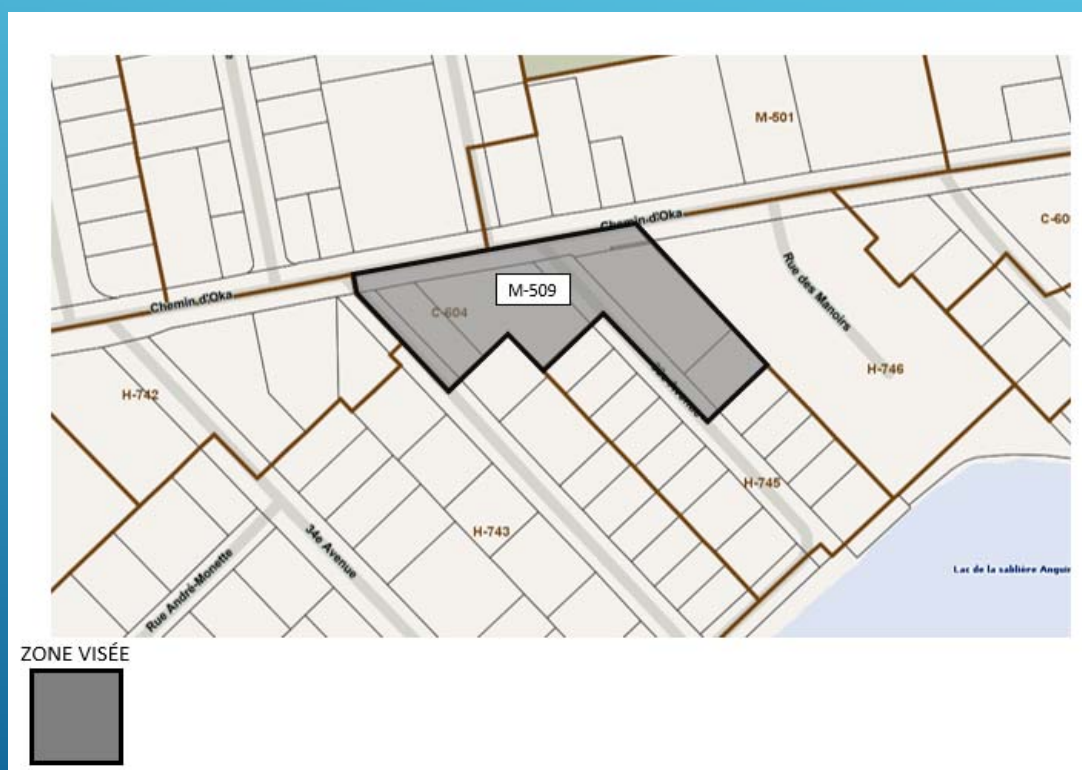 M-501
Chemin d'Oka
C-60
Rue des Manoirs
M-509
Chemin d'Oka
C-604
H-746
H-742
H-745
H-743
34e Avenue
Rue André-Monette
Lac de la sablière
ZONE VISÉE